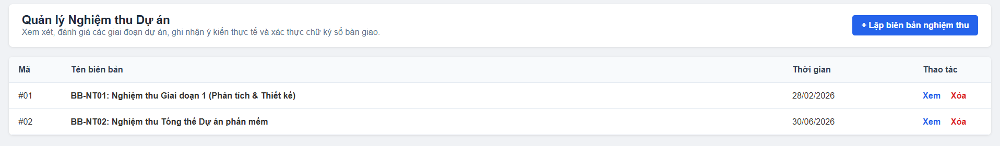 Quản lý Nghiệm thu Dự án
Xem xét, đánh giá các giai đoạn dự án, ghi nhận ý kiến thực tế và xác thực chữ ký số bàn giao.
+ Lập biên bản nghiệm thu
Mã Tên biên bản Thời gian Thao tác
#01 BB-NT01: Nghiệm thu Giai đoạn 1 (Phân tích & Thiết kế) 28/02/2026 Xem Xóa
#02 BB-NT02: Nghiệm thu Tổng thể Dự án phần mềm 30/06/2026 Xem Xóa